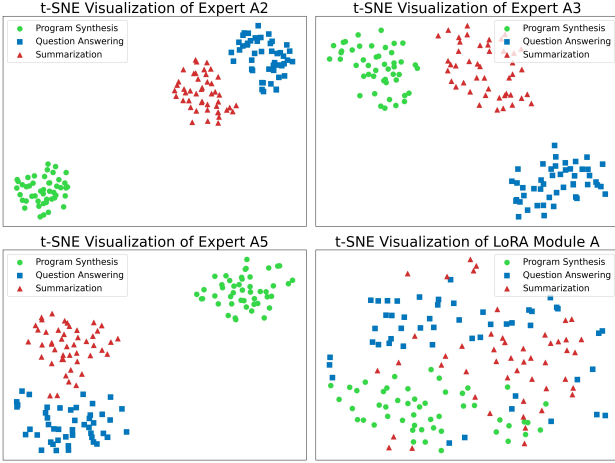 t-SNE Visualization of Expert A2
Program Synthesis
Question Answering
Summarization
t-SNE Visualization of Expert A3
Program Synthesis
Question Answering
Summarization
t-SNE Visualization of Expert A5
Program Synthesis
Question Answering
Summarization
t-SNE Visualization of LoRA Module A
Program Synthesis
Question Answering
Summarization